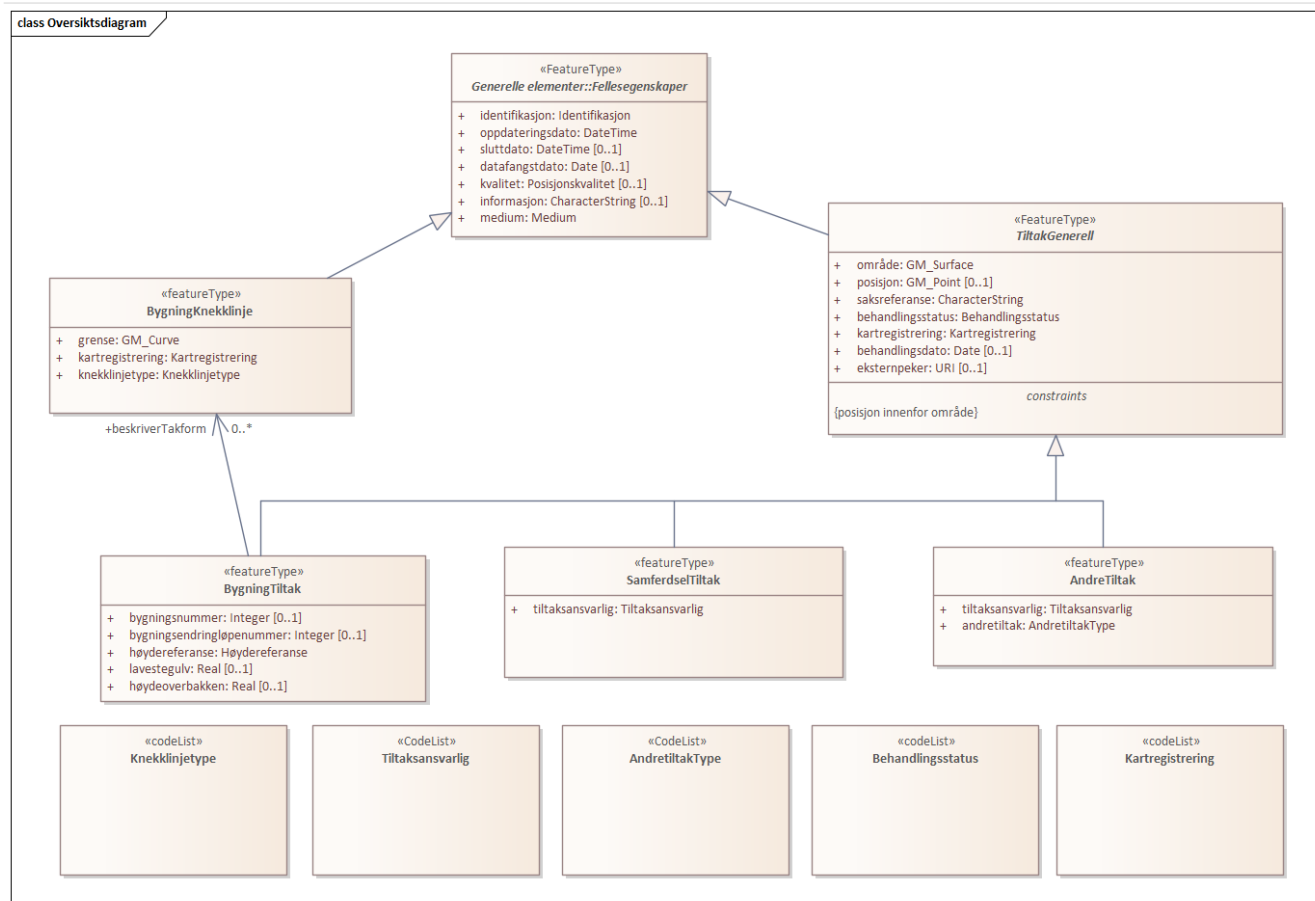 class Oversiktsdiagram
«FeatureType»
Generelle elementer::Fellesegenskaper
+ identifikasjon: Identifikasjon
+ oppdateringsdato: DateTime
+ sluttdato: DateTime [0..1]
+ datafangstdato: Date [0..1]
+ kvalitet: Posisjonskvalitet [0..1]
+ informasjon: CharacterString [0..1]
+ medium: Medium
«FeatureType»
TiltakGenerell
+ område: GM_Surface
+ posisjon: GM_Point [0..1]
+ saksreferanse: CharacterString
+ behandlingsstatus: Behandlingsstatus
+ kartregistrering: Kartregistrering
+ behandlingsdato: Date [0..1]
+ eksternpeker: URI [0..1]
constraints
{posisjon innenfor område}
«featureType»
BygningKnekklinje
+ grense: GM_Curve
+ kartregistrering: Kartregistrering
+ knekklinjetype: Knekklinjetype
+beskriverTakform 0..*
«featureType»
BygningTiltak
+ bygningsnummer: Integer [0..1]
+ bygningsendringløpenummer: Integer [0..1]
+ høydereferanse: Høydereferanse
+ lavestegulv: Real [0..1]
+ høydeoverbakken: Real [0..1]
«featureType»
SamferdselTiltak
+ tiltaksansvarlig: Tiltaksansvarlig
«featureType»
AndreTiltak
+ tiltaksansvarlig: Tiltaksansvarlig
+ andretiltak: AndretiltakType
«codeList»
Knekklinjetype
«CodeList»
Tiltaksansvarlig
«CodeList»
AndretiltakType
«codeList»
Behandlingsstatus
«codeList»
Kartregistrering